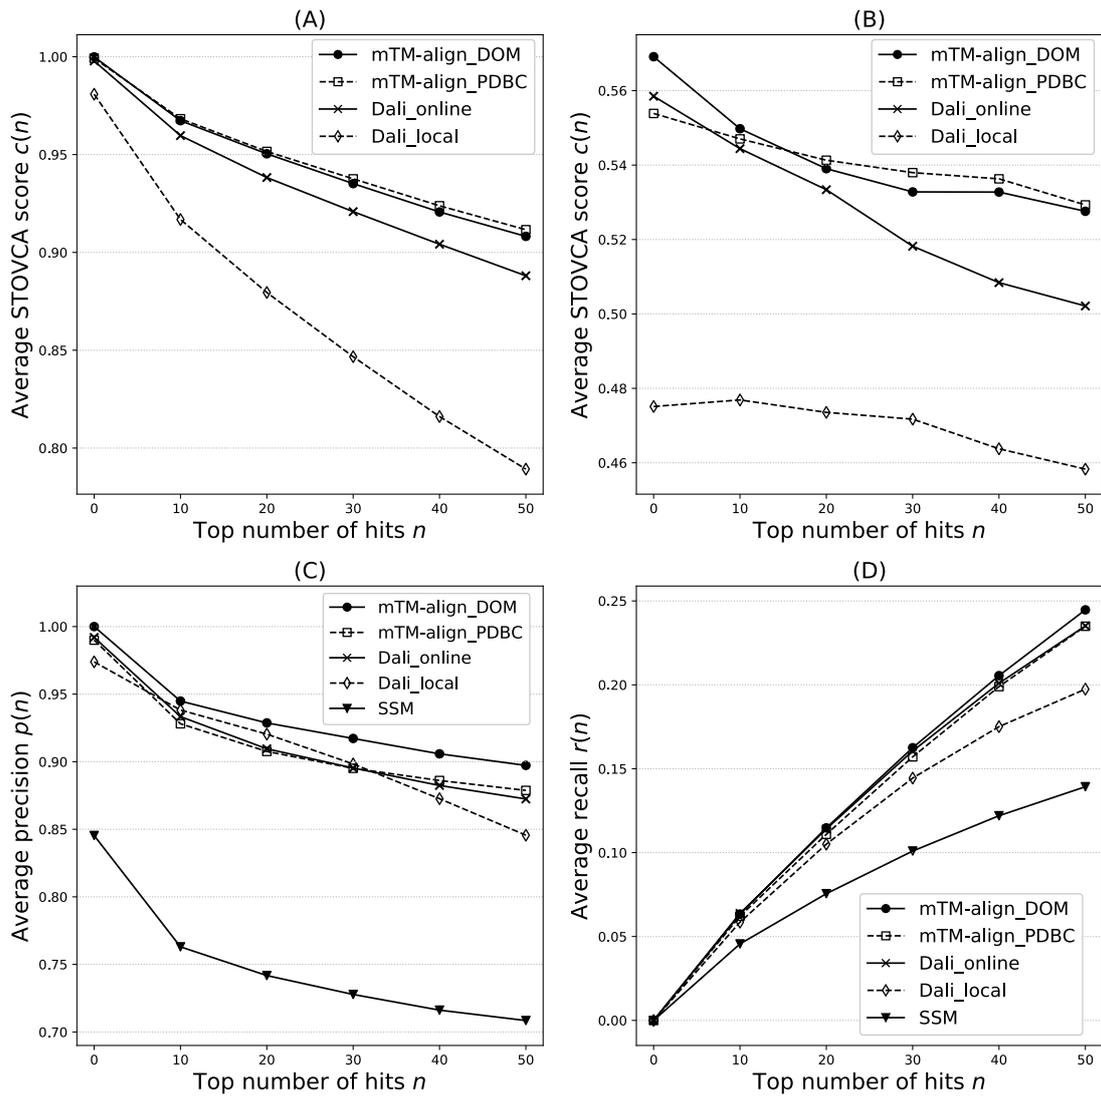 (A)
1.00
0.95
0.90
0.85
0.80
Average STOVCA score c(n)
mTM-align_DOM
mTM-align_PDBC
Dali_online
Dali_local
0 10 20 30 40 50
Top number of hits n
(B)
0.56
0.54
0.52
0.50
0.48
0.46
Average STOVCA score c(n)
mTM-align_DOM
mTM-align_PDBC
Dali_online
Dali_local
0 10 20 30 40 50
Top number of hits n
(C)
1.00
0.95
0.90
0.85
0.80
0.75
0.70
Average precision p(n)
mTM-align_DOM
mTM-align_PDBC
Dali_online
Dali_local
SSM
0 10 20 30 40 50
Top number of hits n
(D)
0.25
0.20
0.15
0.10
0.05
0.00
Average recall r(n)
mTM-align_DOM
mTM-align_PDBC
Dali_online
Dali_local
SSM
0 10 20 30 40 50
Top number of hits n